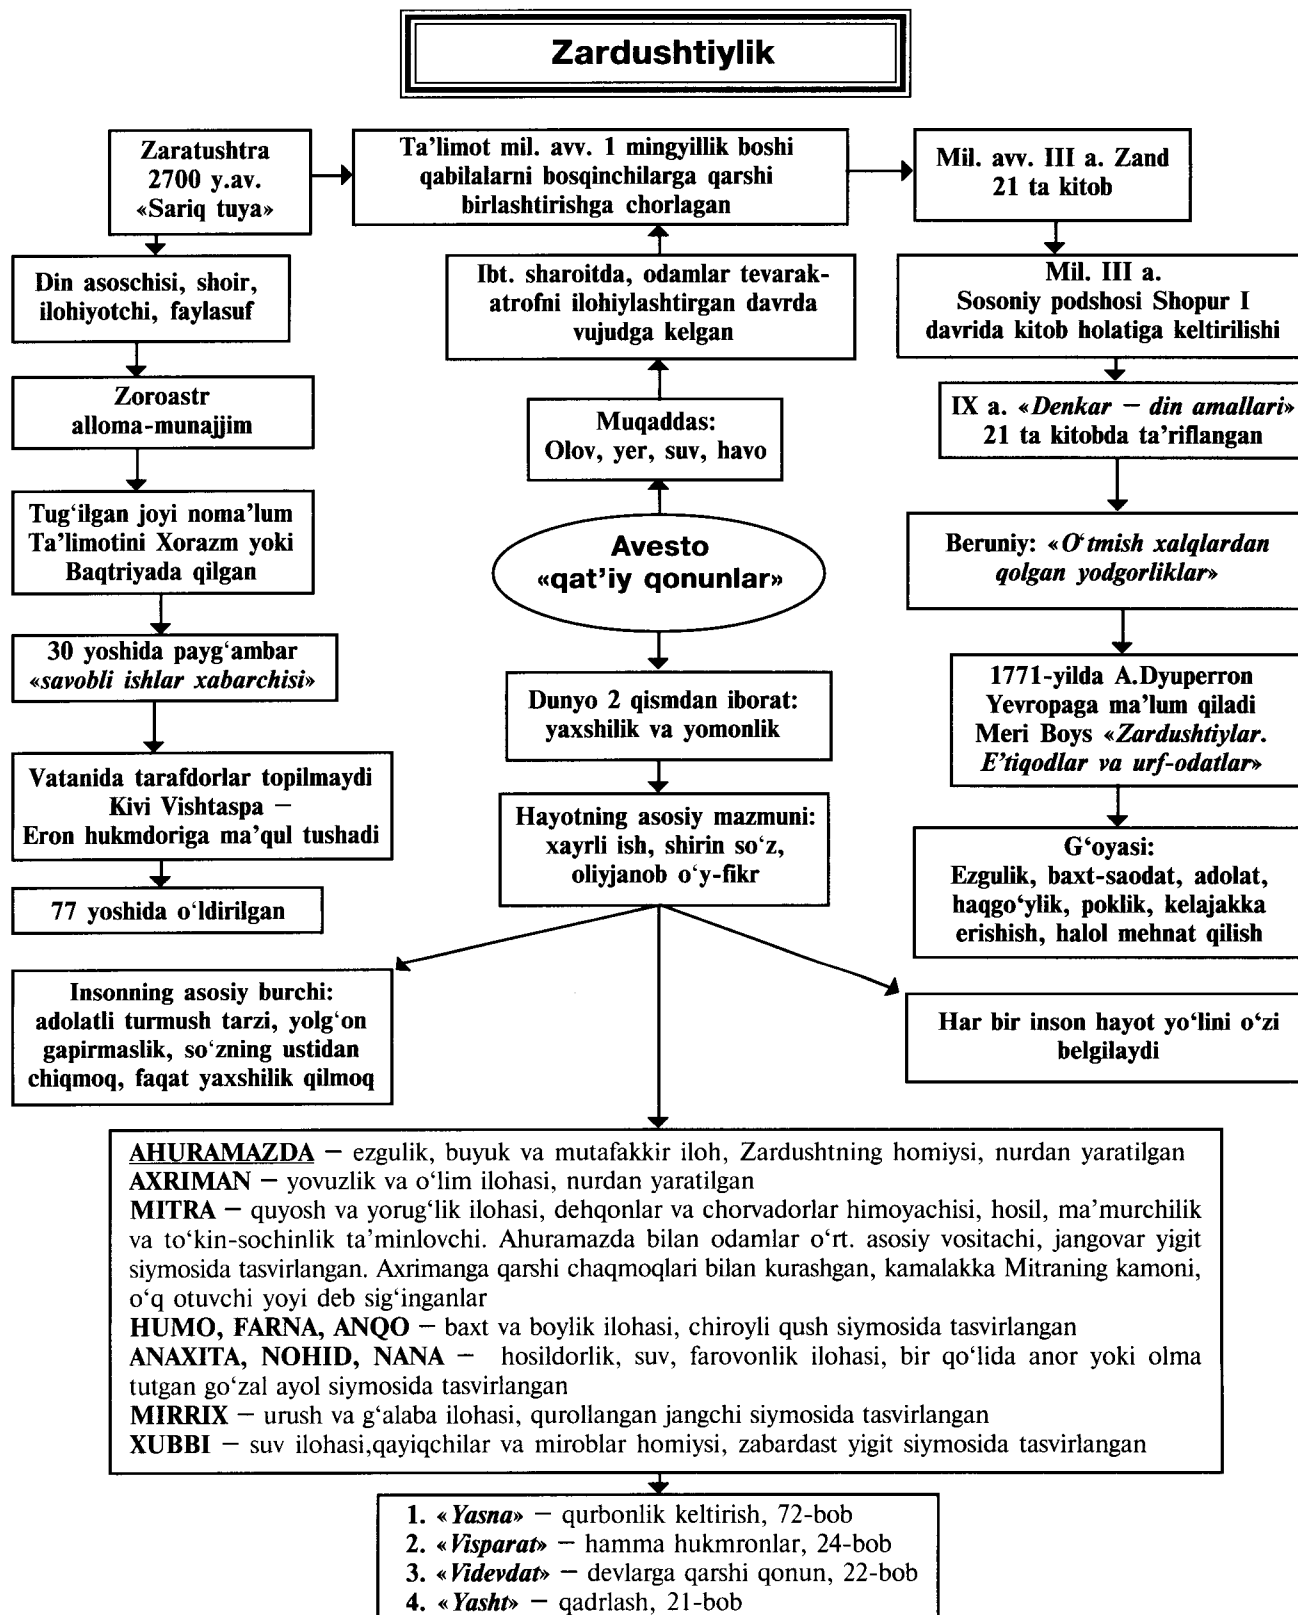 Zardushtiylik
Zaratushtra
2700 y.av.
«Sariq tuya»
Din asoschisi, shoir,
ilohiyotchi, faylasuf
Zoroastr
alloma-munajjim
Tug‘ilgan joyi noma’lum
Ta’limotini Xorazm yoki
Baqtriyada qilgan
30 yoshida payg‘ambar
«savobli ishlar xabarchisi»
Vatanida tarafdorlar topilmaydi
Kivi Vishtaspa –
Eron hukmdoriga ma’qul tushadi
77 yoshida o‘ldirilgan
Ta’limot mil. avv. 1 mingyillik boshi
qabilalarni bosqinchilarga qarshi
birlashtirishga chorlagan
Ibt. sharoitda, odamlar tevarak-
atrofni ilohiylashtirgan davrda
vujudga kelgan
Muqaddas:
Olov, yer, suv, havo
Avesto
«qat’iy qonunlar»
Dunyo 2 qismdan iborat:
yaxshilik va yomonlik
Hayotning asosiy mazmuni:
xayrli ish, shirin so‘z,
oliyjanob o‘y-fikr
Mil. avv. III a. Zand
21 ta kitob
Mil. III a.
Sosoniy podshosi Shopur I
davrida kitob holatiga keltirilishi
IX a. «Denkar – din amallari»
21 ta kitobda ta’riflangan
Beruniy: «O‘tmish xalqlardan
qolgan yodgorliklar»
1771-yilda A.Dyuperron
Yevropaga ma’lum qiladi
Meri Boys «Zardushtiylar.
E’tiqodlar va urf-odatlar»
G‘oyasi:
Ezgulik, baxt-saodat, adolat,
haqgo‘ylik, poklik, kelajakka
erishish, halol mehnat qilish
Insonning asosiy burchi:
adolatli turmush tarzi, yolg‘on
gapirmaslik, so‘zning ustidan
chiqmoq, faqat yaxshilik qilmoq
Har bir inson hayot yo‘lini o‘zi
belgilaydi
AHURAMAZDA – ezgulik, buyuk va mutafakkir iloh, Zardushtning homiysi, nurdan yaratilgan
AXRIMAN – yovuzlik va o‘lim ilohasi, nurdan yaratilgan
MITRA – quyosh va yorug‘lik ilohasi, dehqonlar va chorvadorlar himoyachisi, hosil, ma’murchilik
va to‘kin-sochinlik ta’minlovchi. Ahuramazda bilan odamlar o‘rt. asosiy vositachi, jangovar yigit
siymosida tasvirlangan. Axrimanga qarshi chaqmoqlari bilan kurashgan, kamalakka Mitraning kamoni,
o‘q otuvchi yoyi deb sig‘inganlar
HUMO, FARNA, ANQO – baxt va boylik ilohasi, chiroyli qush siymosida tasvirlangan
ANAXITA, NOHID, NANA – hosildorlik, suv, farovonlik ilohasi, bir qo‘lida anor yoki olma
tutgan go‘zal ayol siymosida tasvirlangan
MIRRIX – urush va g‘alaba ilohasi, qurollangan jangchi siymosida tasvirlangan
XUBBI – suv ilohasi,qayiqchilar va miroblar homiysi, zabardast yigit siymosida tasvirlangan
1. «Yasna» – qurbonlik keltirish, 72-bob
2. «Visparat» – hamma hukmronlar, 24-bob
3. «Videvdat» – devlarga qarshi qonun, 22-bob
4. «Yasht» – qadrlash, 21-bob